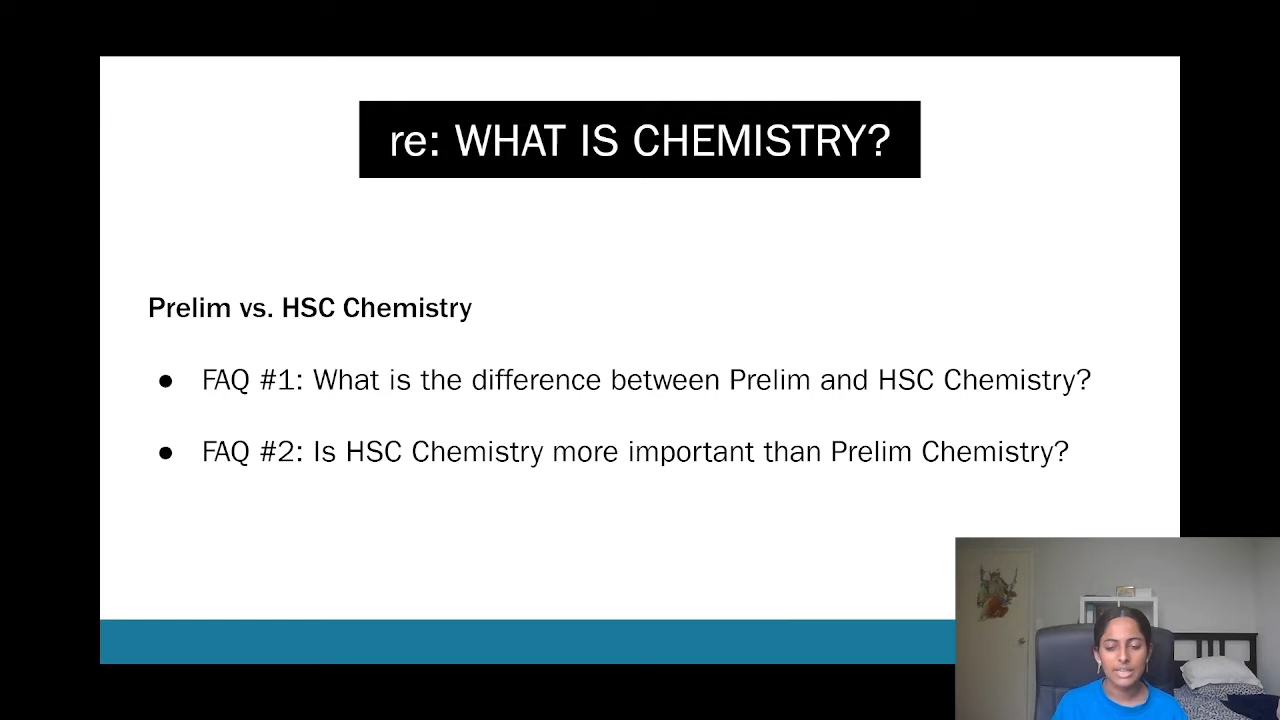 re: WHAT IS CHEMISTRY?
Prelim vs. HSC Chemistry
● FAQ #1: What is the difference between Prelim and HSC Chemistry?
● FAQ #2: Is HSC Chemistry more important than Prelim Chemistry?